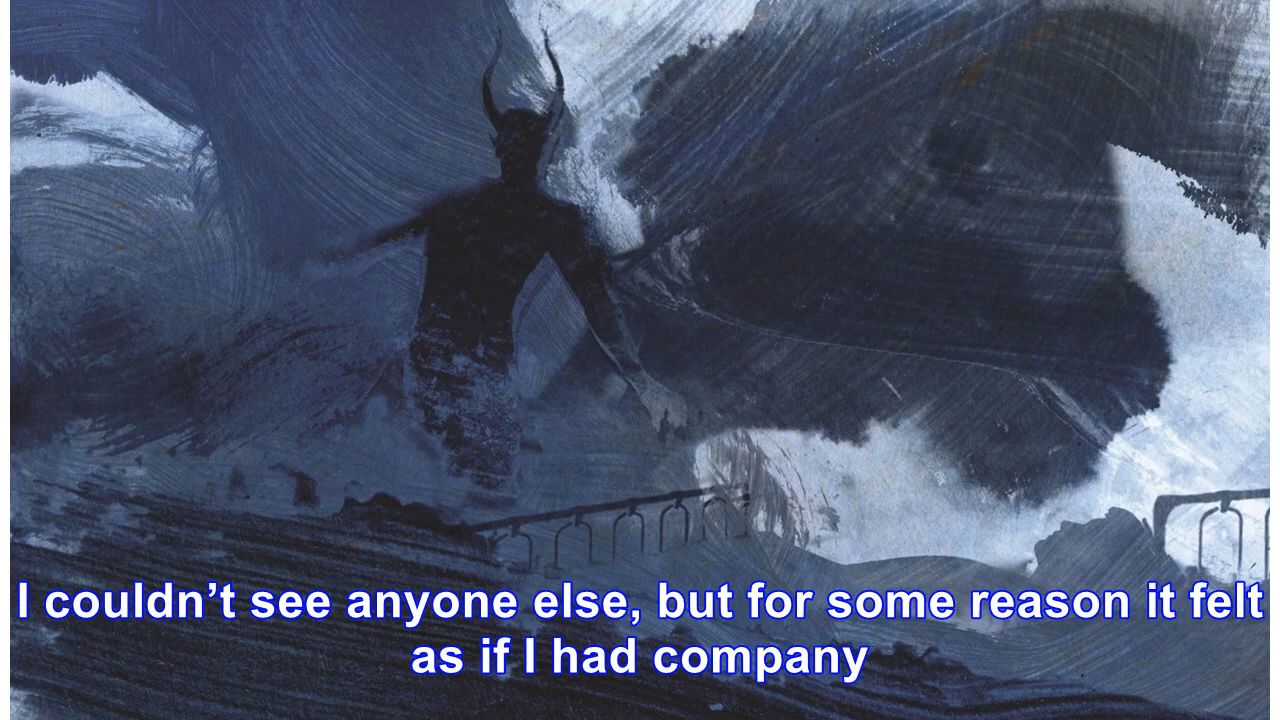 I couldn’t see anyone else, but for some reason it felt
as if I had company